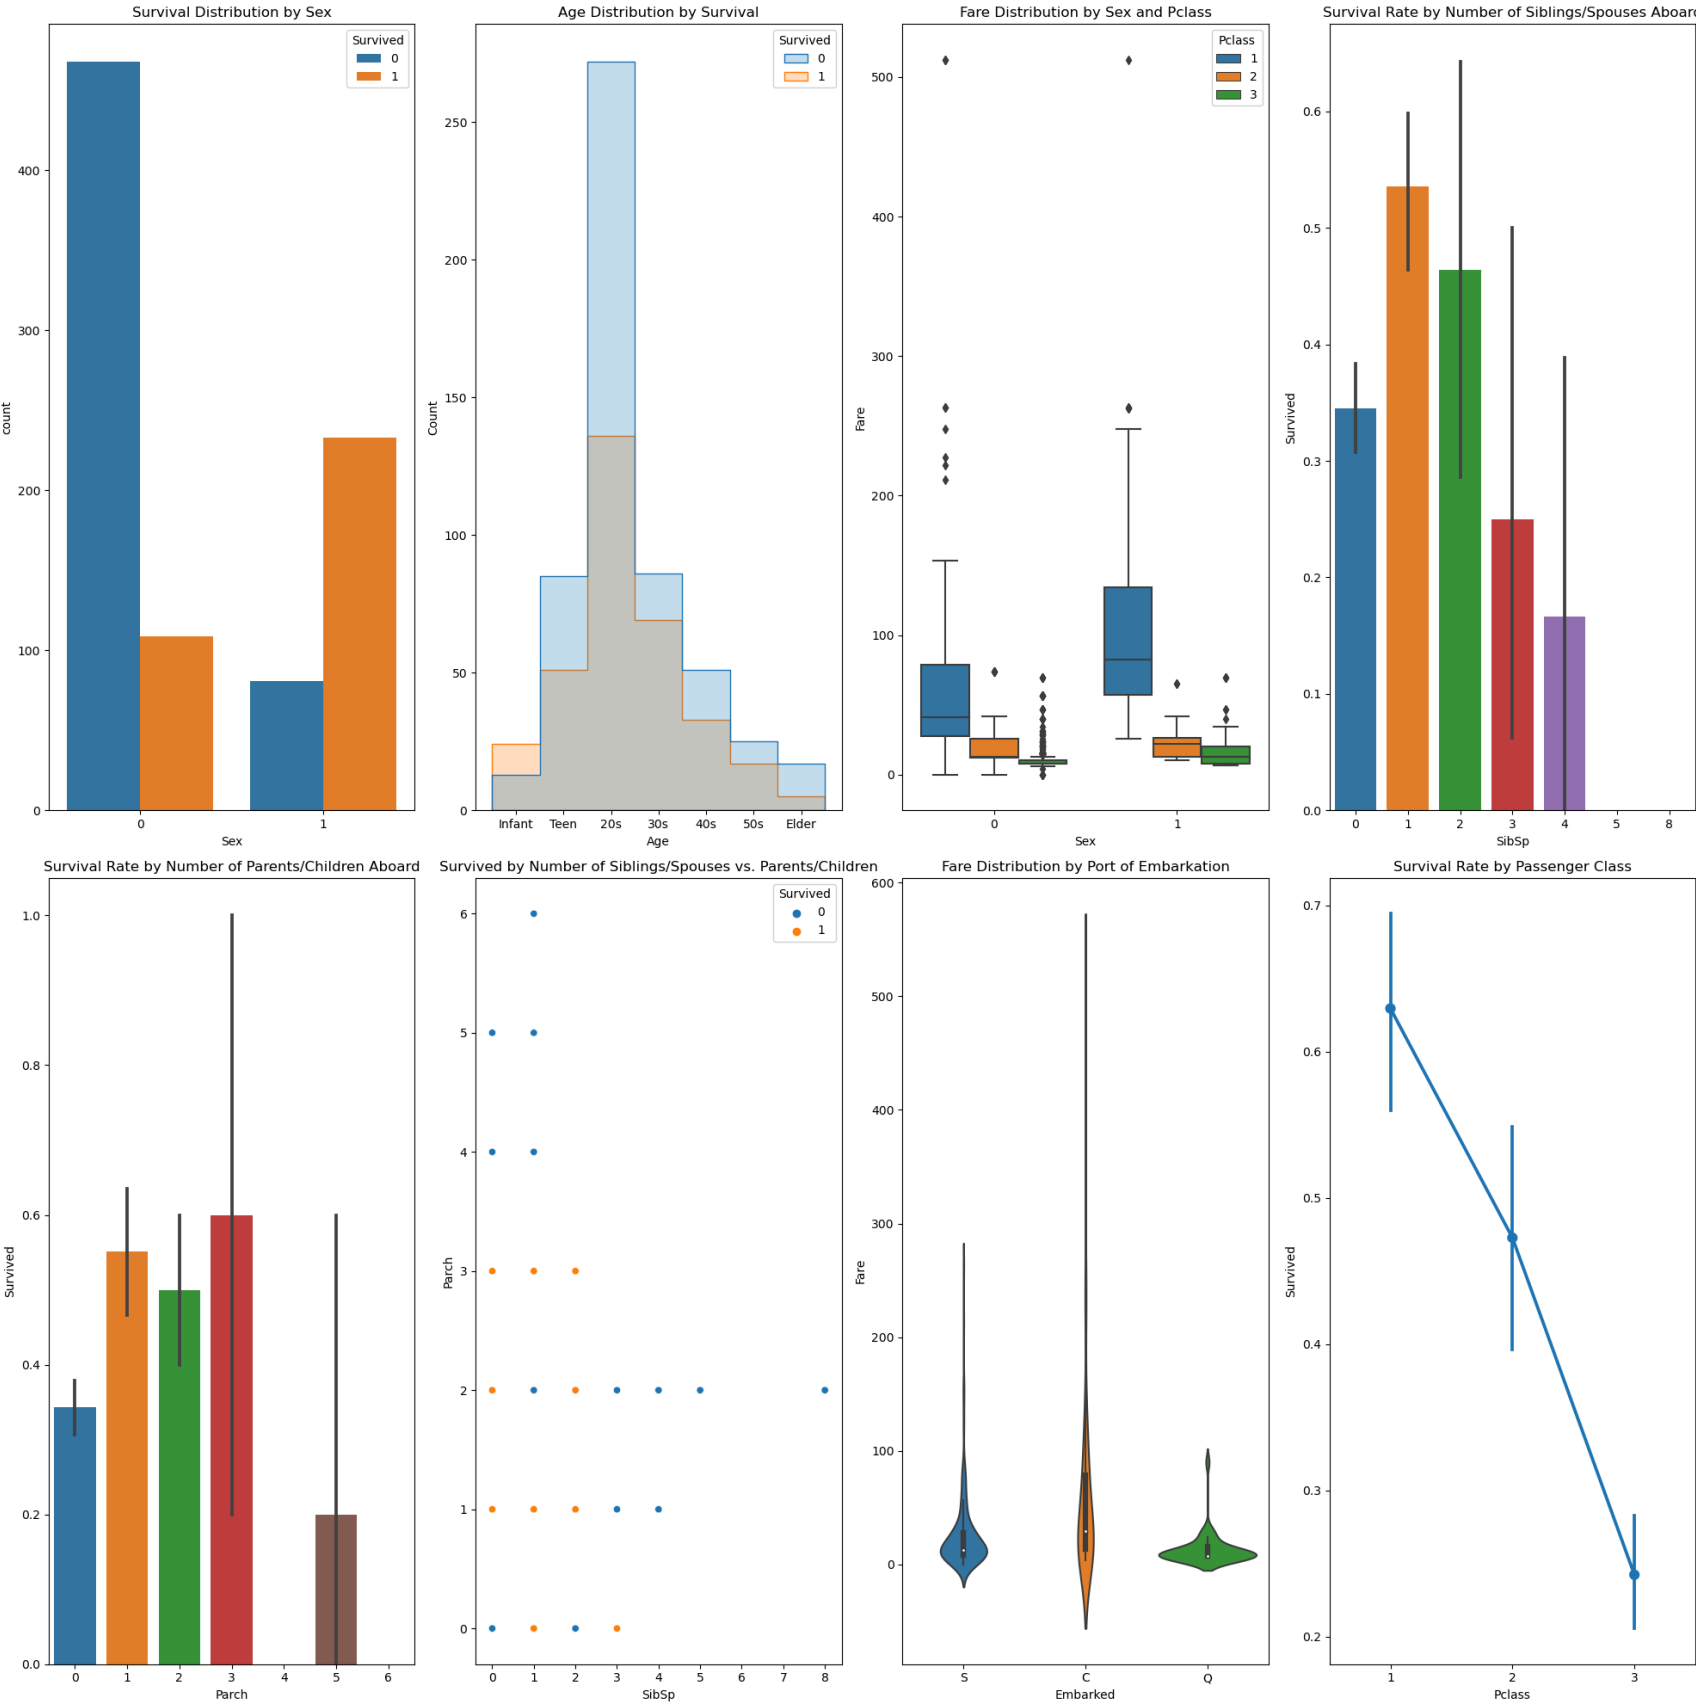 Survival Distribution by Sex
Survived
0
1
400
300
200
100
0
count
0 1
Sex
Age Distribution by Survival
Survived
0
1
250
200
150
100
50
0
Count
Infant Teen 20s 30s 40s 50s Elder
Age
Fare Distribution by Sex and Pclass
Pclass
1
2
3
500
400
300
200
100
0
Fare
0 1
Sex
Survival Rate by Number of Siblings/Spouses Aboard
0.6
0.5
0.4
0.3
0.2
0.1
0.0
Survived
0 1 2 3 4 5 8
SibSp
Survival Rate by Number of Parents/Children Aboard
1.0
0.8
0.6
0.4
0.2
0.0
Survived
0 1 2 3 4 5 6
Parch
Survived by Number of Siblings/Spouses vs. Parents/Children
Survived
0
1
6
5
4
3
2
1
0
Parch
0 1 2 3 4 5 6 7 8
SibSp
Fare Distribution by Port of Embarkation
600
500
400
300
200
100
0
Fare
S C Q
Embarked
Survival Rate by Passenger Class
0.7
0.6
0.5
0.4
0.3
0.2
Survived
1 2 3
Pclass